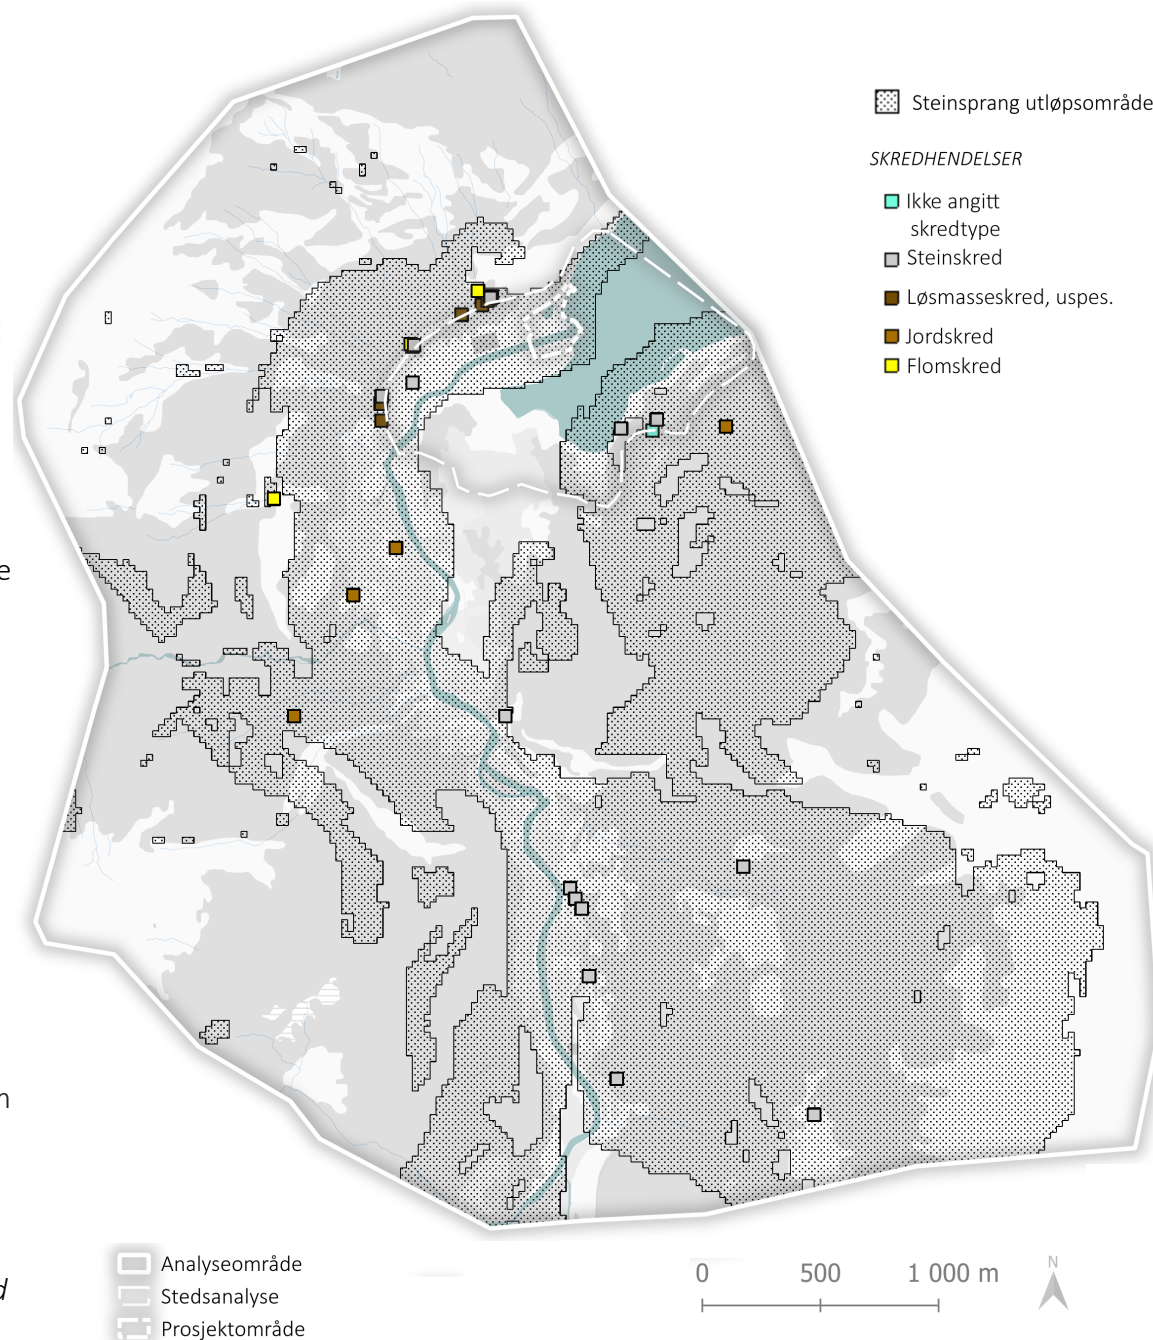 Steinsprang utløpsområde
SKREDHENDELSER
Ikke angitt
skredtype
Steinskred
Løsmasseskred, uspes.
Jordskred
Flomskred
e
n
d
Analyseområde
Stedsanalyse
Prosjektområde
0 500 1 000 m
N